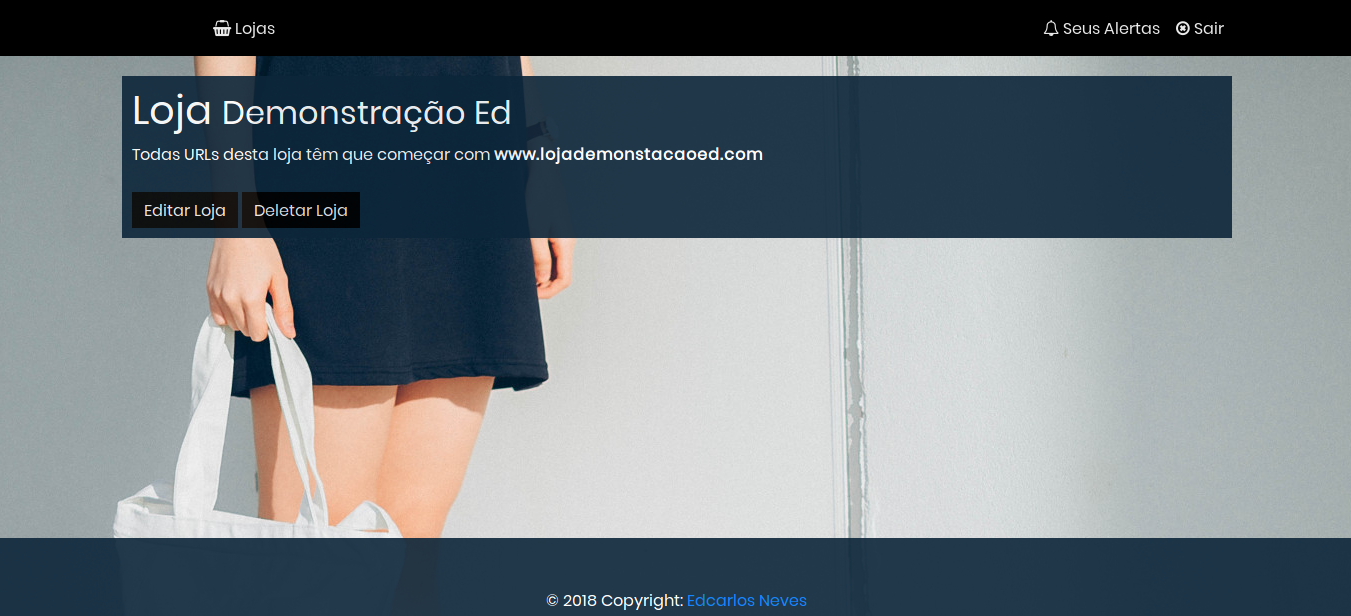 Lojas
Seus Alertas Sair
Loja Demonstração Ed
Todas URLs desta loja têm que começar com www.lojademonstacaoed.com
Editar Loja Deletar Loja
© 2018 Copyright: Edcarlos Neves